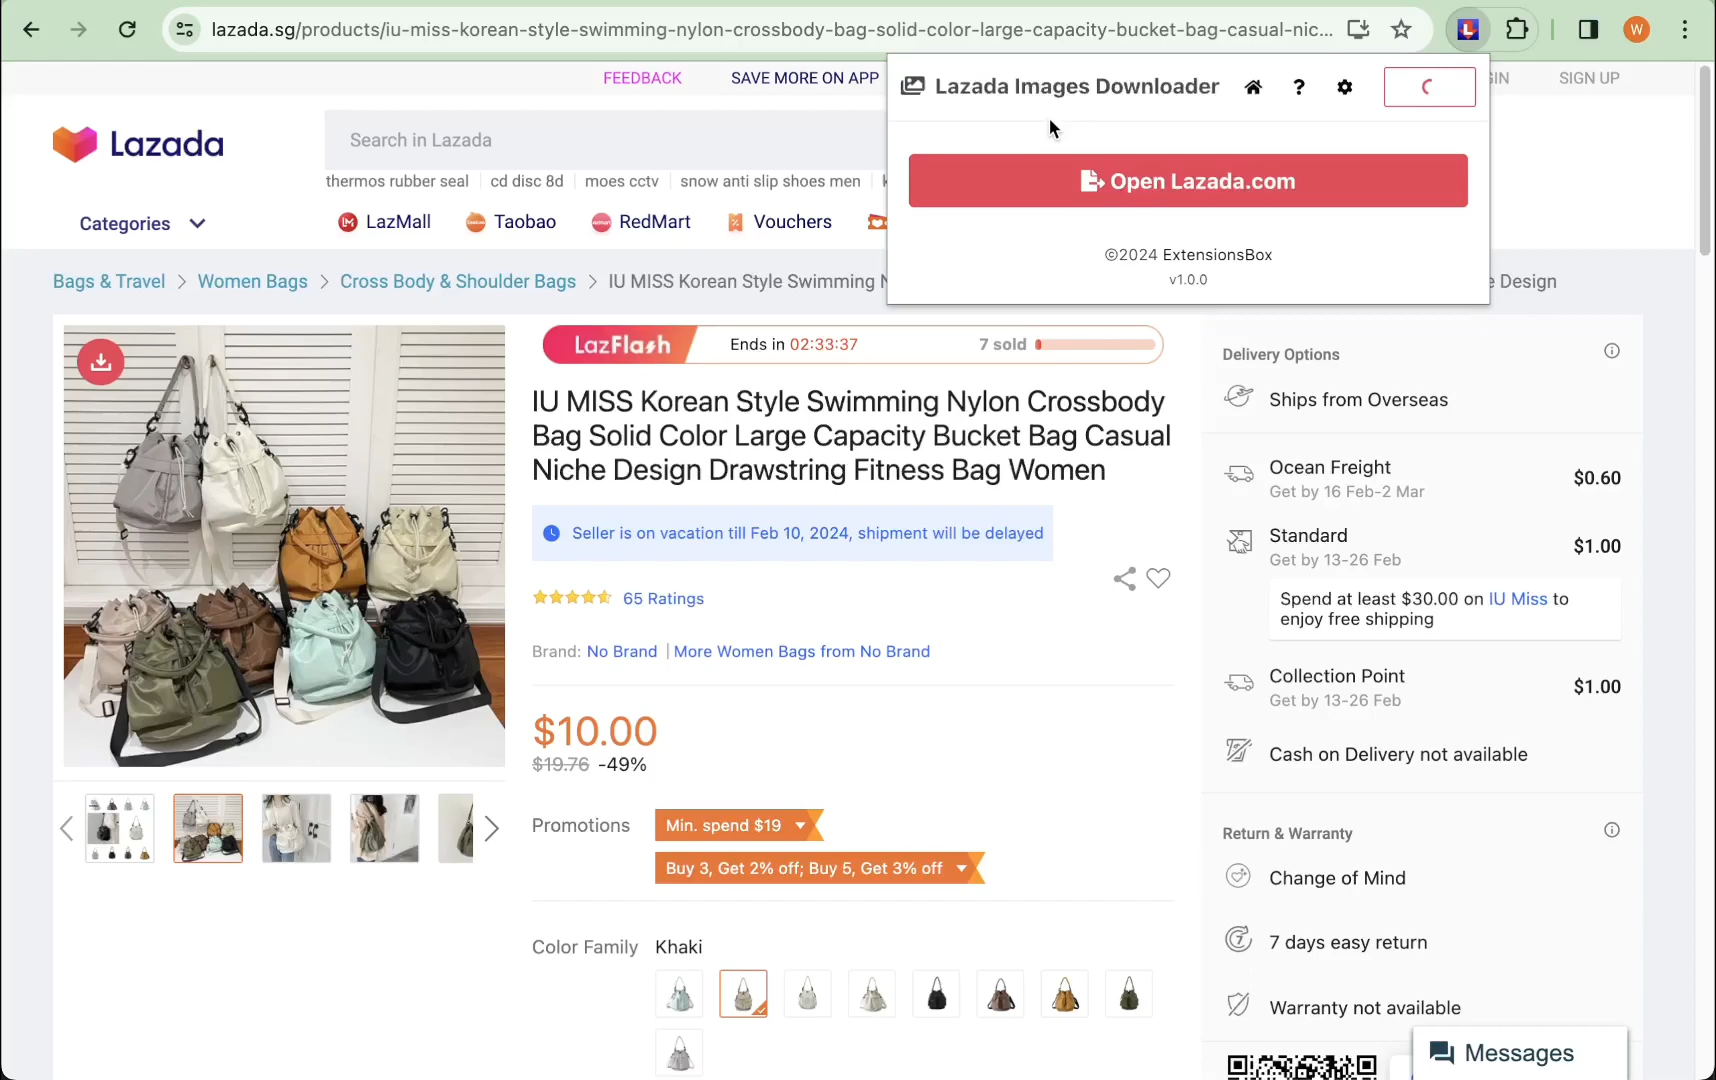 lazada.sg/products/iu-miss-korean-style-swimming-nylon-crossbody-bag-solid-color-large-capacity-bucket-bag-casual-nic...
W
FEEDBACK
SAVE MORE ON APP
SIGN UP
Lazada Images Downloader
?
Open Lazada.com
©2024 ExtensionsBox
v1.0.0
Lazada
Search in Lazada
thermos rubber seal
cd disc 8d
moes cctv
snow anti slip shoes men
Categories
LazMall
Taobao
RedMart
Vouchers
Bags & Travel > Women Bags > Cross Body & Shoulder Bags > IU MISS Korean Style Swimming
Design
LazFlash
Ends in 02:33:37
7 sold
IU MISS Korean Style Swimming Nylon Crossbody
Bag Solid Color Large Capacity Bucket Bag Casual
Niche Design Drawstring Fitness Bag Women
Seller is on vacation till Feb 10, 2024, shipment will be delayed
65 Ratings
Brand: No Brand | More Women Bags from No Brand
$10.00
$19.76 -49%
Promotions
Min. spend $19
Buy 3, Get 2% off; Buy 5, Get 3% off
Color Family Khaki
Delivery Options
Ships from Overseas
Ocean Freight
$0.60
Get by 16 Feb-2 Mar
Standard
$1.00
Get by 13-26 Feb
Spend at least $30.00 on IU Miss to
enjoy free shipping
Collection Point
$1.00
Get by 13-26 Feb
Cash on Delivery not available
Return & Warranty
Change of Mind
7 days easy return
Warranty not available
Messages